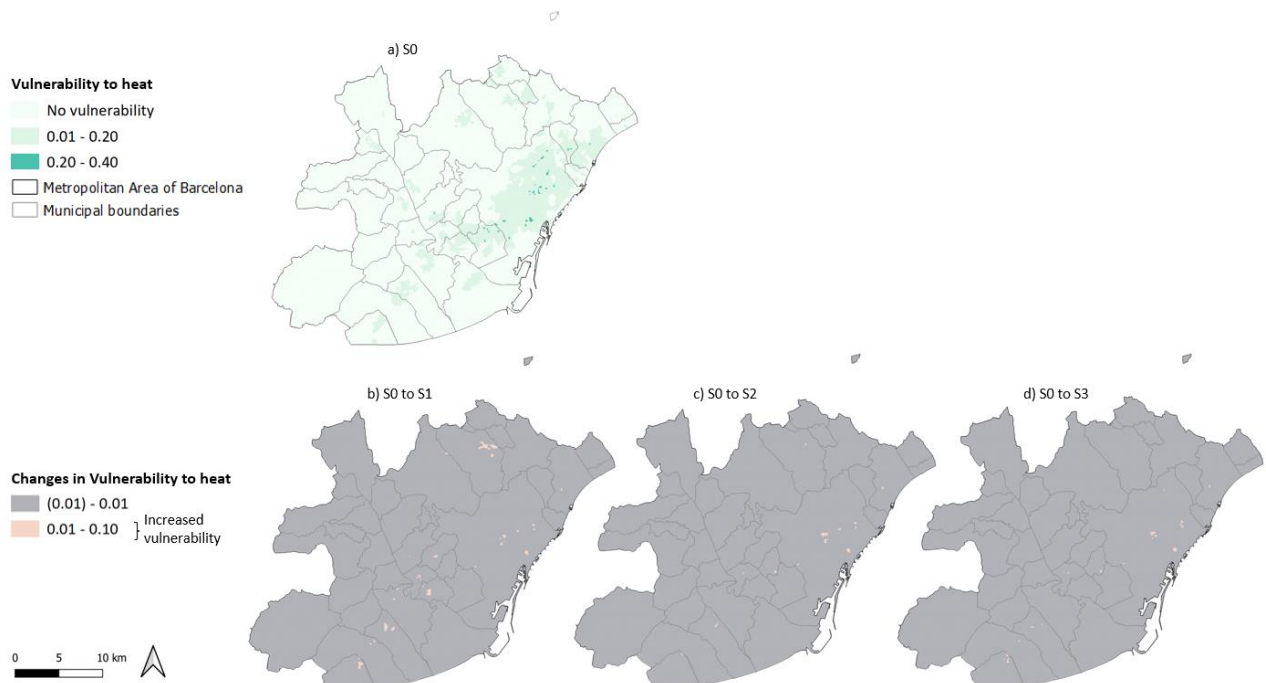 a) S0
Vulnerability to heat
No vulnerability
0.01 - 0.20
0.20 - 0.40
Metropolitan Area of Barcelona
Municipal boundaries
b) S0 to S1
c) S0 to S2
d) S0 to S3
Changes in Vulnerability to heat
(0.01) - 0.01
0.01 - 0.10
Increased
vulnerability
0 5 10 km